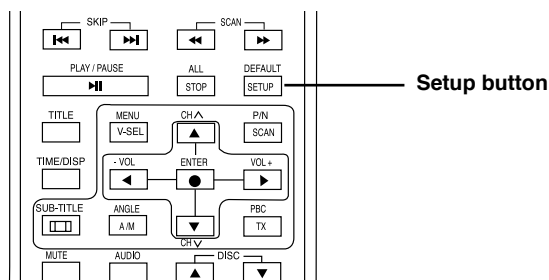 SKIP SCAN
PLAY / PAUSE ALL DEFAULT
STOP SETUP Setup button
TITLE MENU CH P/N
V-SEL SCAN
TIME/DISP - VOL ENTER VOL +
SUB-TITLE ANGLE PBC
A /M TX
CH
MUTE AUDIO DISC